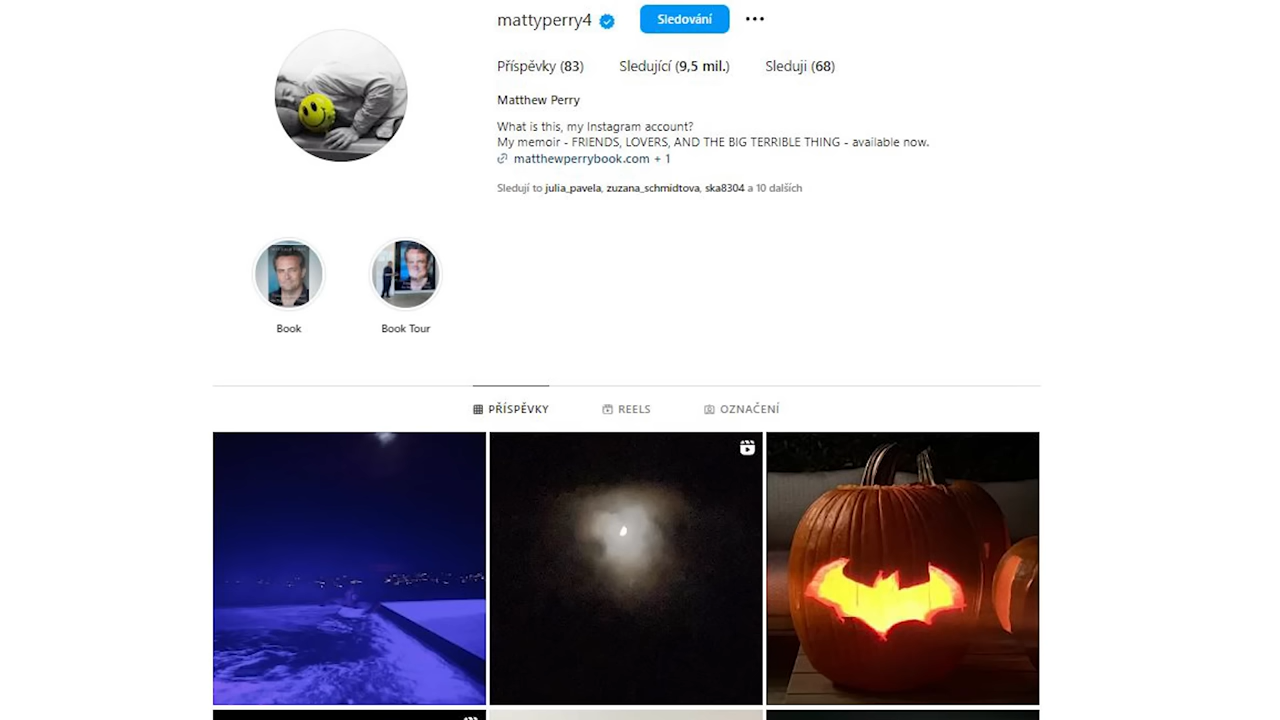 mattyperry4 Sledování
Příspěvky (83) Sledující (9,5 mil.) Sleduji (68)
Matthew Perry
What is this, my Instagram account?
My memoir - FRIENDS, LOVERS, AND THE BIG TERRIBLE THING - available now.
matthewperrybook.com + 1
Sledují to julia_pavela, zuzana_schmidtova, ska8304 a 10 dalších
Book Book Tour
PŘÍSPĚVKY REELS OZNAČENÍ